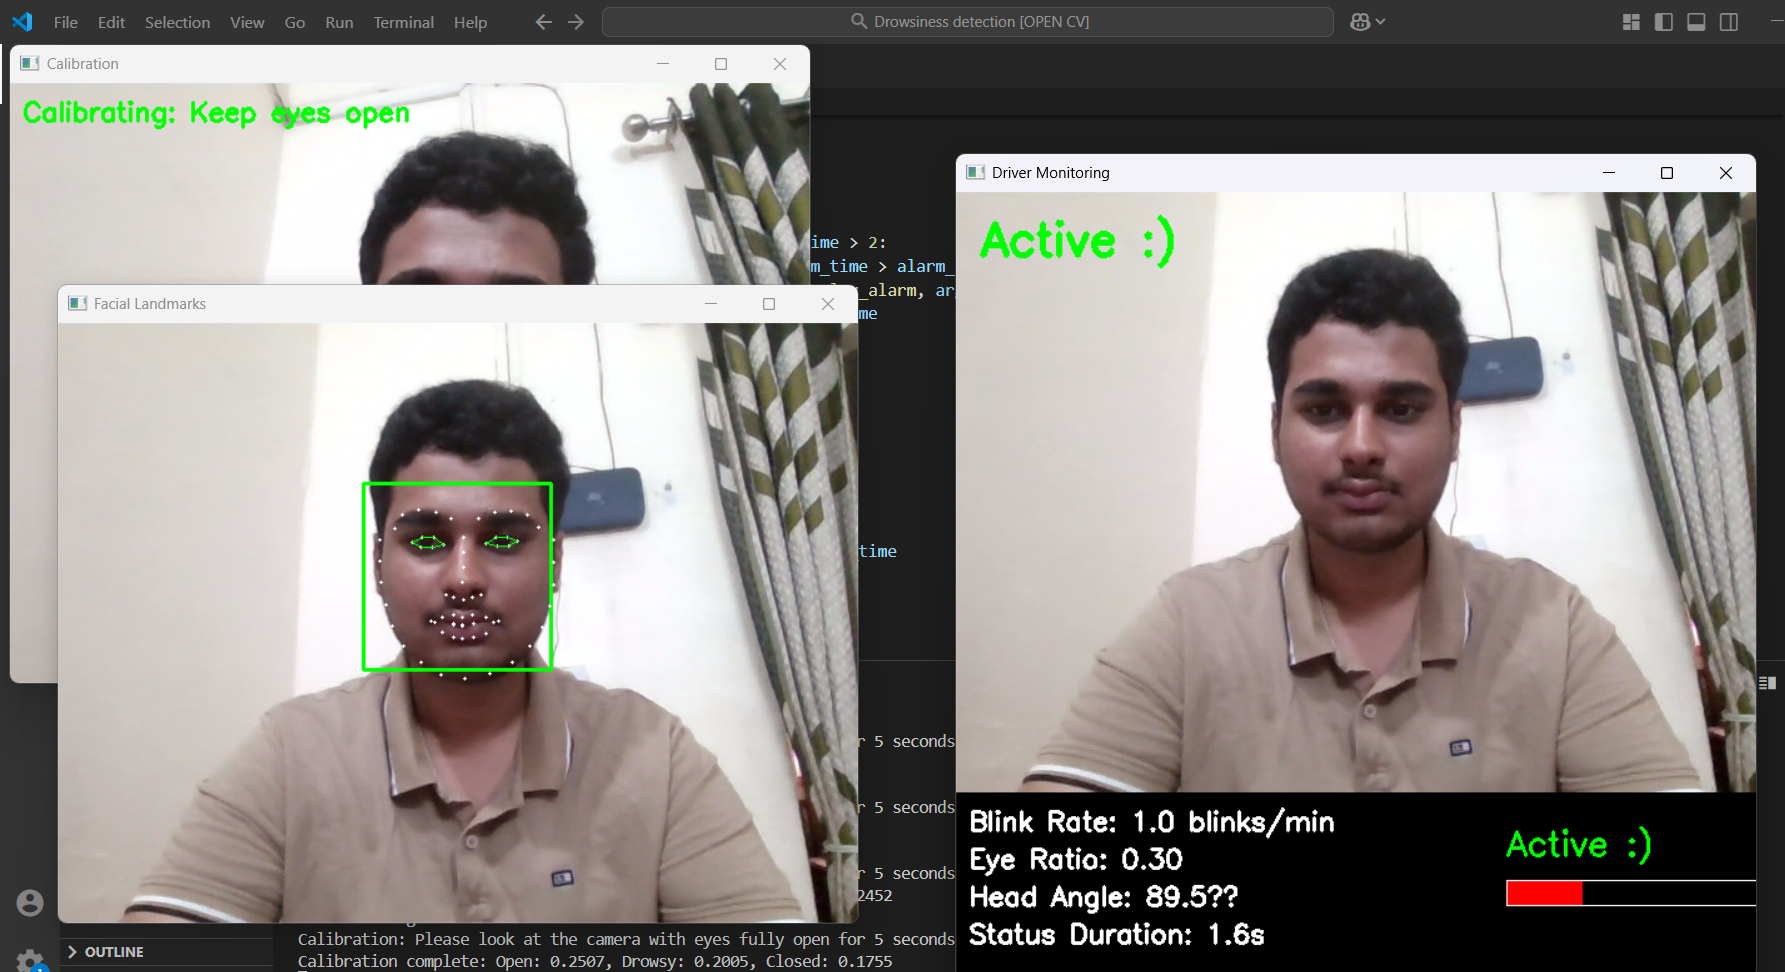 File Edit Selection View Go Run Terminal Help
Drowsiness detection [OPEN CV]
Calibration
Calibrating: Keep eyes open
Facial Landmarks
Driver Monitoring
Active :)
ime > 2:
m_time > alarm_
_alarm, ar
me
time
r 5 seconds
r 5 seconds
r 5 seconds
2452
Calibration: Please look at the camera with eyes fully open for 5 seconds
Calibration complete: Open: 0.2507, Drowsy: 0.2005, Closed: 0.1755
OUTLINE
Blink Rate: 1.0 blinks/min
Eye Ratio: 0.30
Head Angle: 89.5??
Status Duration: 1.6s
Active :)